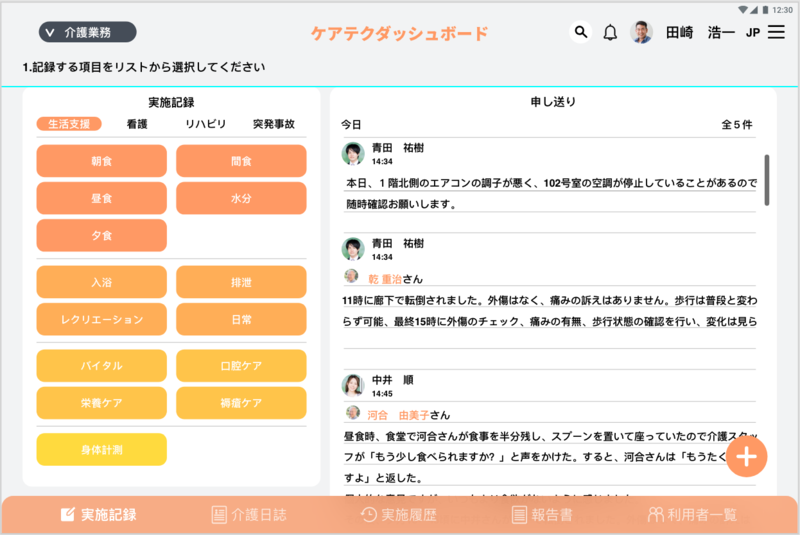 12:30
介護業務
ケアテクダッシュボード
田崎　浩一
JP
1.記録する項目をリストから選択してください
実施記録
生活支援
看護
リハビリ
突発事故
朝食
間食
昼食
水分
夕食
入浴
排泄
レクリエーション
日常
バイタル
口腔ケア
栄養ケア
褥瘡ケア
身体計測
申し送り
今日
全５件
青田　祐樹
14:34
本日、１階北側のエアコンの調子が悪く、102号室の空調が停止していることがあるので
随時確認お願いします。
青田　祐樹
14:34
乾 重治さん
11時に廊下で転倒されました。外傷はなく、痛みの訴えはありません。歩行は普段と変わ
らず可能、最終15時に外傷のチェック、痛みの有無、歩行状態の確認を行い、変化は見ら
中井　順
14:45
河合　由美子さん
昼食時、食堂で河合さんが食事を半分残し、スプーンを置いて座っていたので介護スタッ
フが「もう少し食べられますか？」と声をかけた。すると、河合さんは「もうたく
すよ」と返した。
実施記録
介護日誌
実施履歴
報告書
利用者一覧